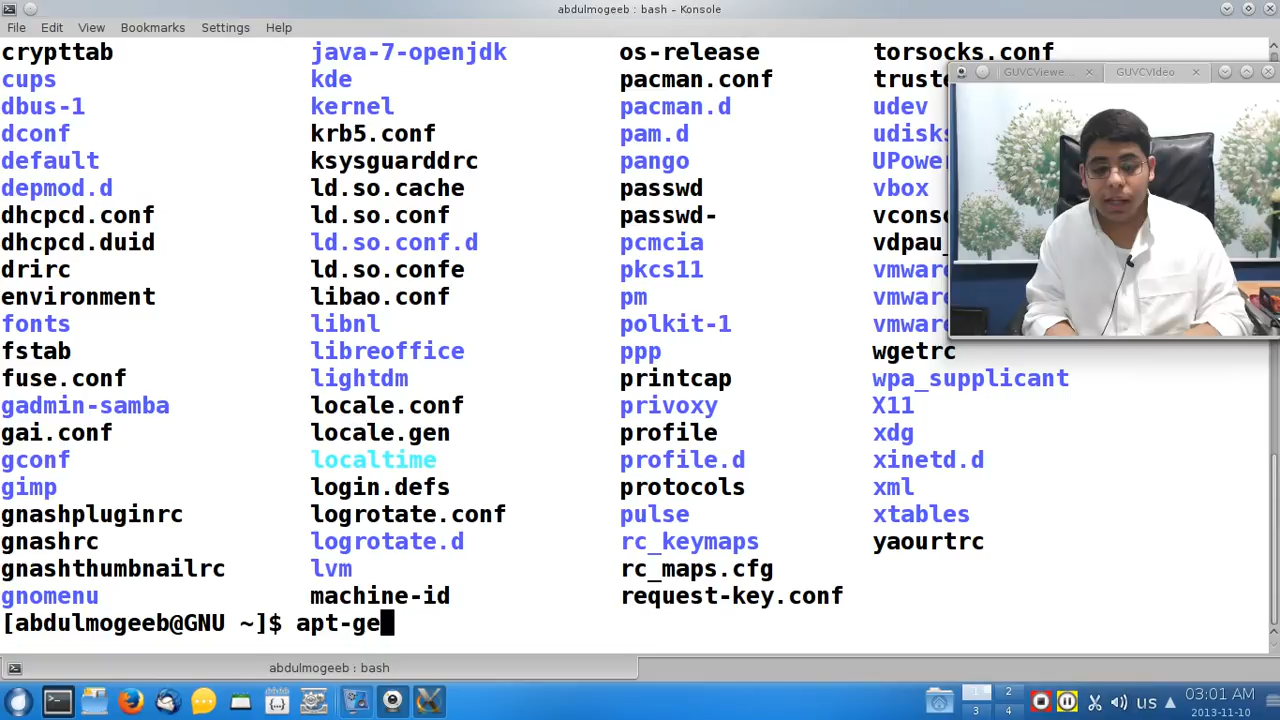 abdulmogeeb : bash – Konsole
File Edit View Bookmarks Settings Help
crypttab java-7-openjdk os-release torsocks.conf
cups kde pacman.conf
GUVCViewe... GUVCVIdeo
dbus-1 kernel pacman.d udev
dconf krb5.conf pam.d
default ksysguarddrc pango
depmod.d ld.so.cache passwd vbox
dhcpcd.conf ld.so.conf passwd-
dhcpcd.duid ld.so.conf.d pcmcia
drirc ld.so.confe pkcs11
environment libao.conf pm
fonts libnl polkit-1
fstab libreoffice ppp wgetrc
fuse.conf lightdm printcap wpa_supplicant
gadmin-samba locale.conf privoxy X11
gai.conf locale.gen profile xdg
gconf localtime profile.d xinetd.d
gimp login.defs protocols xml
gnashpluginrc logrotate.conf pulse xtables
gnashrc logrotate.d rc_keymaps yaourtrc
gnashthumbnailrc lvm rc_maps.cfg
gnomenu machine-id request-key.conf
[abdulmogeeb@GNU ~]$ apt-ge
abdulmogeeb : bash
1 2 3 4
us
03:01 AM
2013-11-10